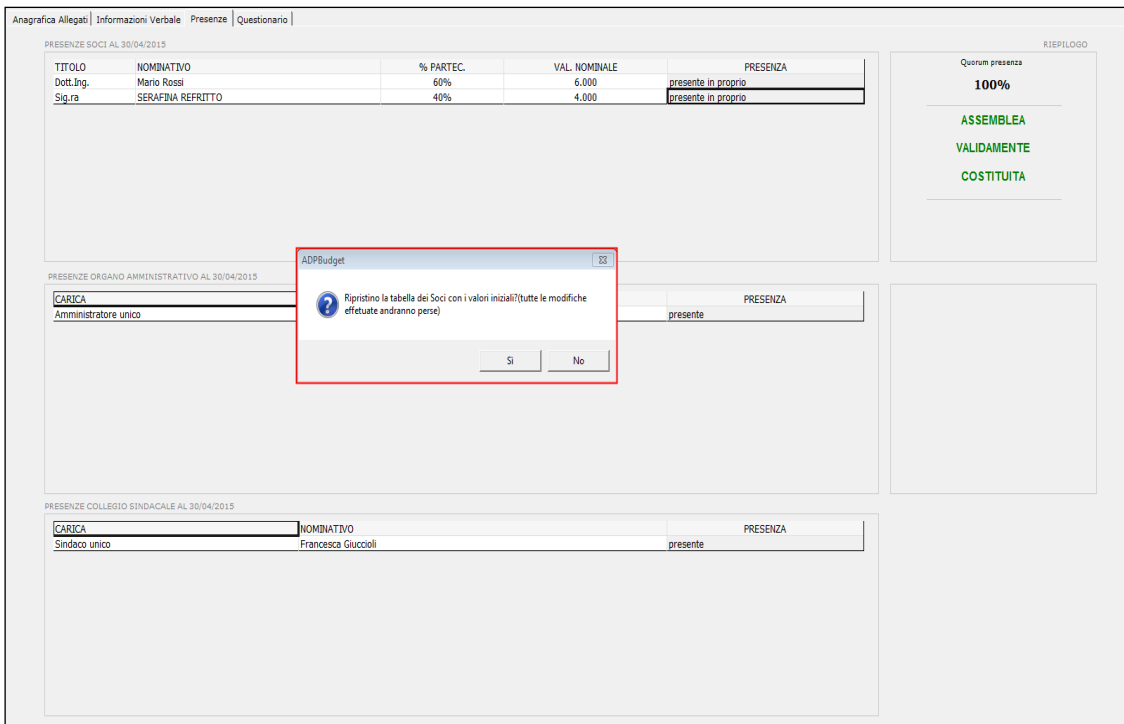 Anagrafica Allegati Informazioni Verbale Presenze Questionario
PRESENZE SOCI AL 30/04/2015
RIEPILOGO
TITOLO NOMINATIVO % PARTEC. VAL. NOMINALE PRESENZA
Dott.Ing. Mario Rossi 60% 6.000 presente in proprio
Sig.ra SERAFINA REFRITTO 40% 4.000 presente in proprio
Quorum presenza
100%
ASSEMBLEA
VALIDAMENTE
COSTITUITA
PRESENZE ORGANO AMMINISTRATIVO AL 30/04/2015
CARICA PRESENZA
Amministratore unico presente
ADPBudget
Ripristino la tabella dei Soci con i valori iniziali?(tutte le modifiche
effetuate andranno perse)
Sì No
PRESENZE COLLEGIO SINDACALE AL 30/04/2015
CARICA NOMINATIVO PRESENZA
Sindaco unico Francesca Giuccioli presente